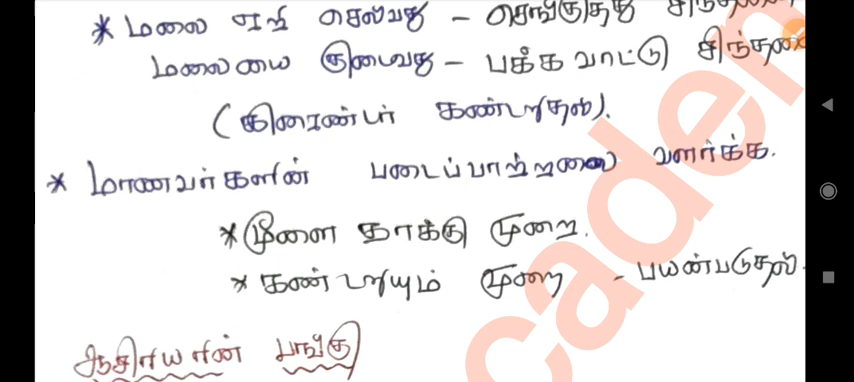 * மலை ஏறி செல்வது - செங்குத்து
மலையை குடைவது - பக்கவாட்டு சிந்தனை
(கிரைண்டர் கண்டறிதல்).
* மாணவர்களின் படைப்பாற்றலை வளர்க்க.
* மூளை தாக்கு முறை.
* கண்டறியும் முறை - பயன்படுதல்.
ஆசிரியரின் பங்கு
caden